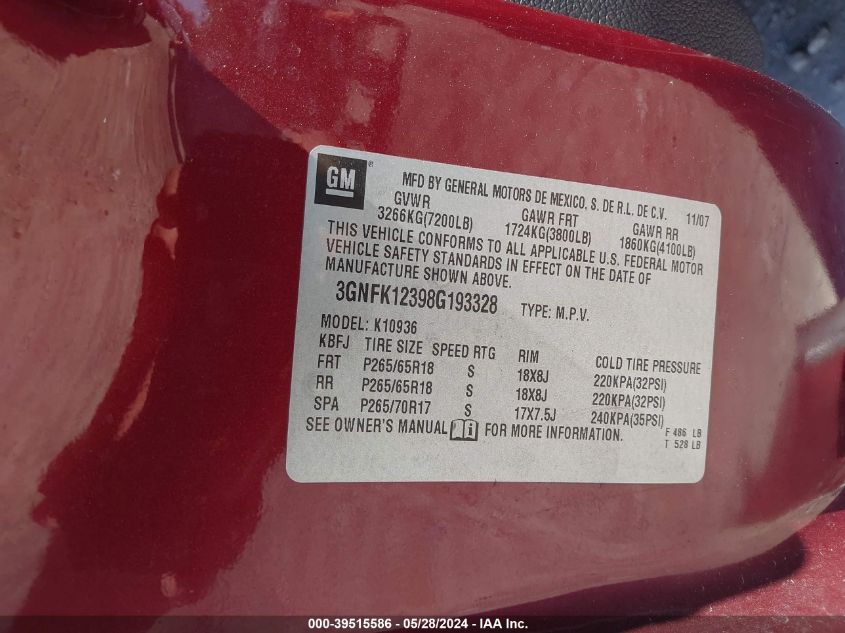 GM ® MFD BY GENERAL MOTORS DE MEXICO, S. DE R.L. DE C.V. 11/07
GVWR GAWR FRT GAWR RR
3266KG(7200LB) 1724KG(3800LB) 1860KG(4100LB)
THIS VEHICLE CONFORMS TO ALL APPLICABLE U.S. FEDERAL MOTOR
VEHICLE SAFETY STANDARDS IN EFFECT ON THE DATE OF
MANUFACTURE SHOWN ABOVE.
3GNFK12398G193328 TYPE: M.P.V.
MODEL: K10936
KBFJ TIRE SIZE SPEED RTG RIM COLD TIRE PRESSURE
FRT P265/65R18 S 18X8J 220KPA(32PSI)
RR P265/65R18 S 18X8J 220KPA(32PSI)
SPA P265/70R17 S 17X7.5J 240KPA(35PSI)
SEE OWNER'S MANUAL FOR MORE INFORMATION.
F 486 LB
T 528 LB
000-39515586 - 05/28/2024 - IAA Inc.